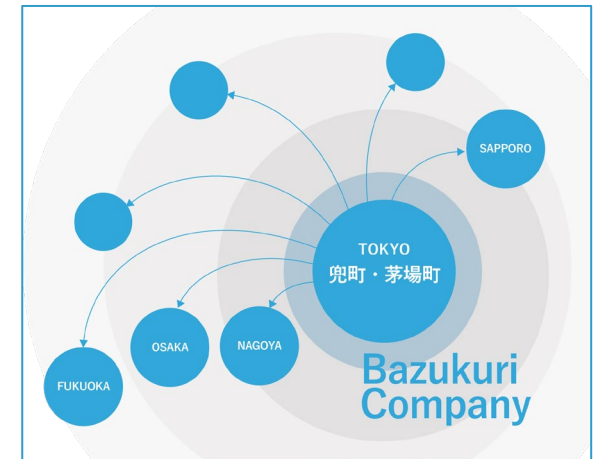 SAPPORO
TOKYO
兜町・茅場町
NAGOYA
OSAKA
FUKUOKA
Bazukuri
Company